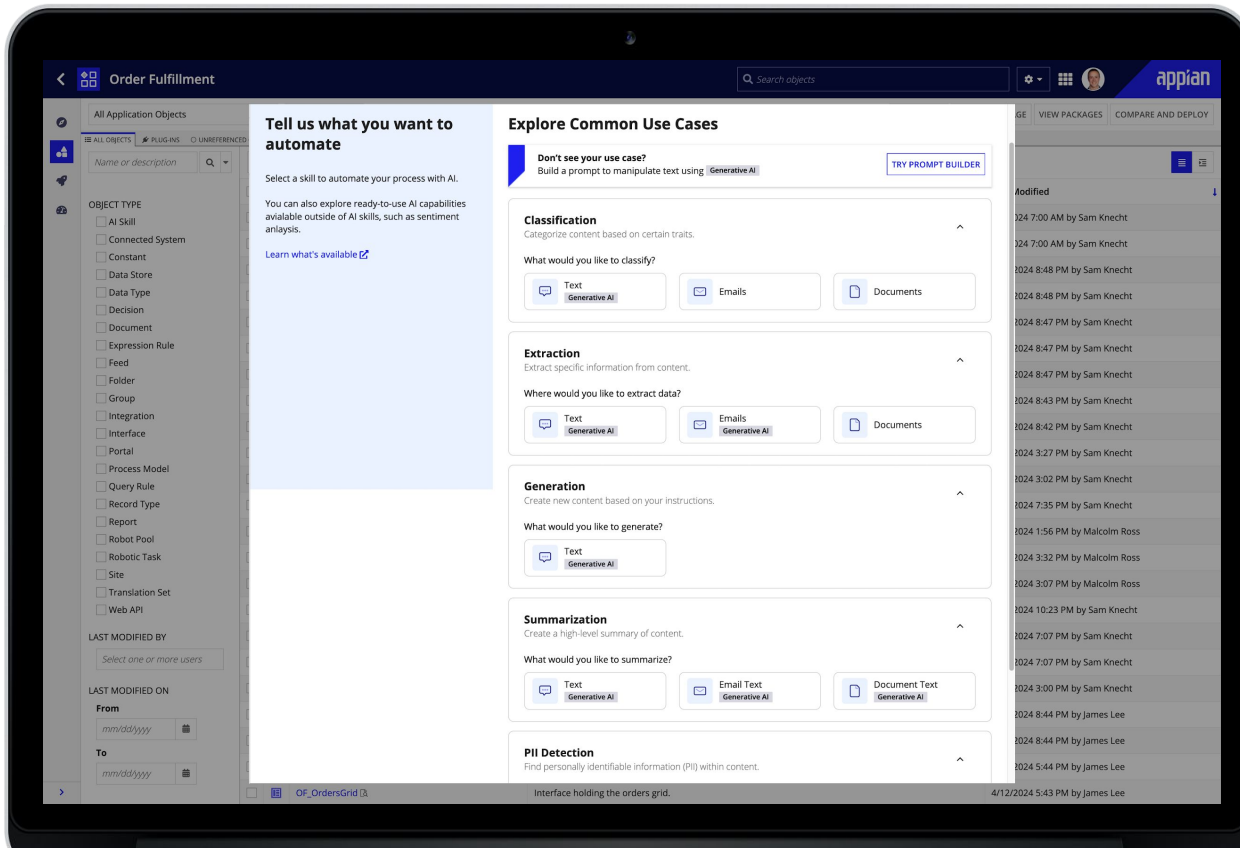 Order Fulfillment
Search objects
appian
All Application Objects
VIEW PACKAGES
COMPARE AND DEPLOY
ALL OBJECTS
PLUG-INS
UNREFERENCED
Name or description
OBJECT TYPE
AI Skill
Connected System
Constant
Data Store
Data Type
Decision
Document
Expression Rule
Feed
Folder
Group
Integration
Interface
Portal
Process Model
Query Rule
Record Type
Report
Robot Pool
Robotic Task
Site
Translation Set
Web API
LAST MODIFIED BY
Select one or more users
LAST MODIFIED ON
From
mm/dd/yyyy
To
mm/dd/yyyy
Tell us what you want to
automate
Select a skill to automate your process with AI.
You can also explore ready-to-use AI capabilities
avialable outside of AI skills, such as sentiment
anlaysis.
Learn what's available
Explore Common Use Cases
Don't see your use case?
Build a prompt to manipulate text using Generative AI
TRY PROMPT BUILDER
Classification
Categorize content based on certain traits.
What would you like to classify?
Text
Generative AI
Emails
Documents
Extraction
Extract specific information from content.
Where would you like to extract data?
Text
Generative AI
Emails
Generative AI
Documents
Generation
Create new content based on your instructions.
What would you like to generate?
Text
Generative AI
Summarization
Create a high-level summary of content.
What would you like to summarize?
Text
Generative AI
Email Text
Generative AI
Document Text
Generative AI
PII Detection
Find personally identifiable information (PII) within content.
Modified
024 7:00 AM by Sam Knecht
024 7:00 AM by Sam Knecht
2024 8:48 PM by Sam Knecht
2024 8:48 PM by Sam Knecht
2024 8:47 PM by Sam Knecht
2024 8:47 PM by Sam Knecht
2024 8:47 PM by Sam Knecht
2024 8:43 PM by Sam Knecht
2024 8:42 PM by Sam Knecht
2024 3:27 PM by Sam Knecht
2024 3:02 PM by Sam Knecht
2024 7:35 PM by Sam Knecht
2024 1:56 PM by Malcolm Ross
2024 3:32 PM by Malcolm Ross
2024 3:07 PM by Malcolm Ross
2024 10:23 PM by Sam Knecht
2024 7:07 PM by Sam Knecht
2024 7:07 PM by Sam Knecht
2024 3:00 PM by Sam Knecht
2024 8:44 PM by James Lee
2024 8:44 PM by James Lee
2024 5:44 PM by James Lee
OF_OrdersGrid
Interface holding the orders grid.
4/12/2024 5:43 PM by James Lee